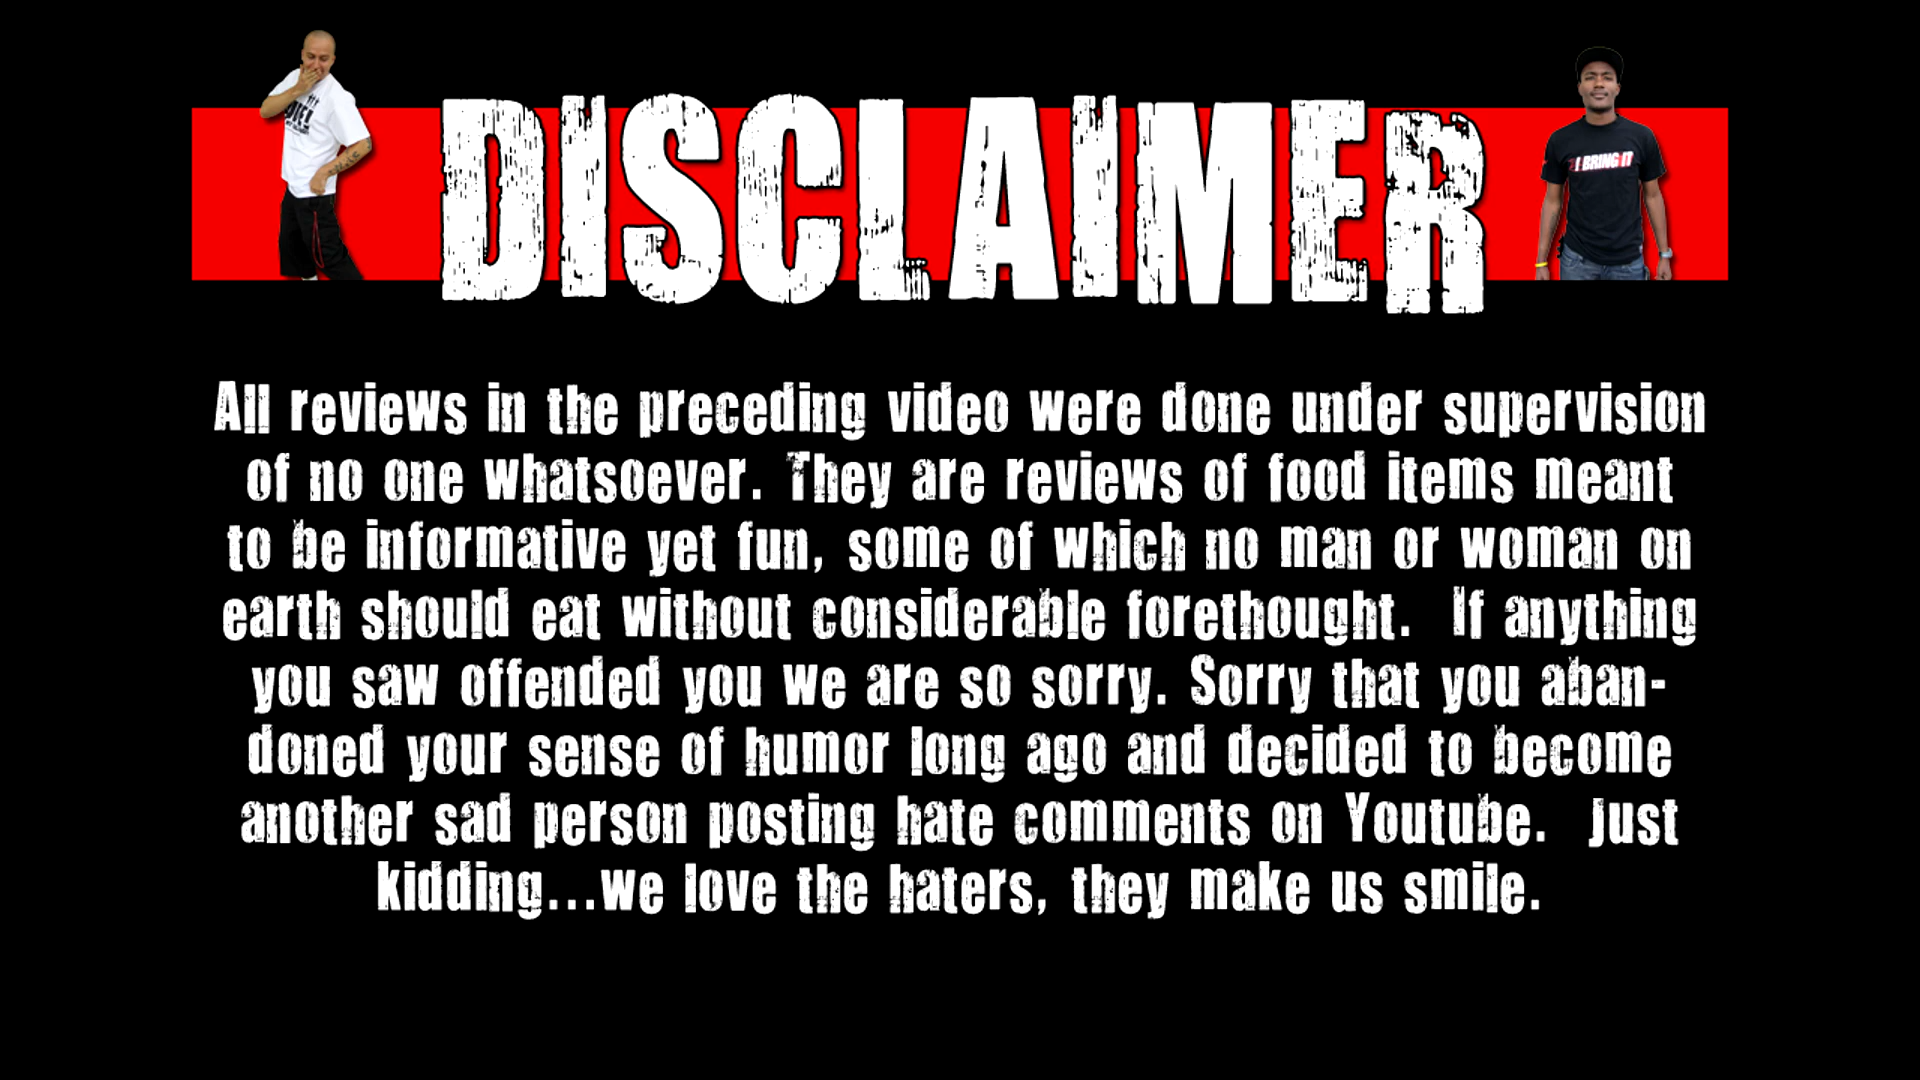 DISCLAIMER
DIET
I BRING IT
All reviews in the preceding video were done under supervision
of no one whatsoever. They are reviews of food items meant
to be informative yet fun, some of which no man or woman on
earth should eat without considerable forethought. If anything
you saw offended you we are so sorry. Sorry that you aban-
doned your sense of humor long ago and decided to become
another sad person posting hate comments on Youtube. Just
kidding...we love the haters, they make us smile.